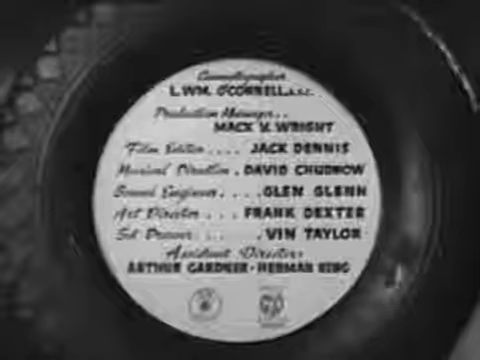 Cinematographer
L. WM. O'CONNELL A.S.C.
Production Manager..
MACK V. WRIGHT
Film Editor .... JACK DENNIS
Musical Director . DAVID CHUDNOW
Sound Engineer .... GLEN GLENN
Art Director ... FRANK DEXTER
Set Dresser ... . VIN TAYLOR
Assistant Directors
ARTHUR GARDNER - HERMAN KING